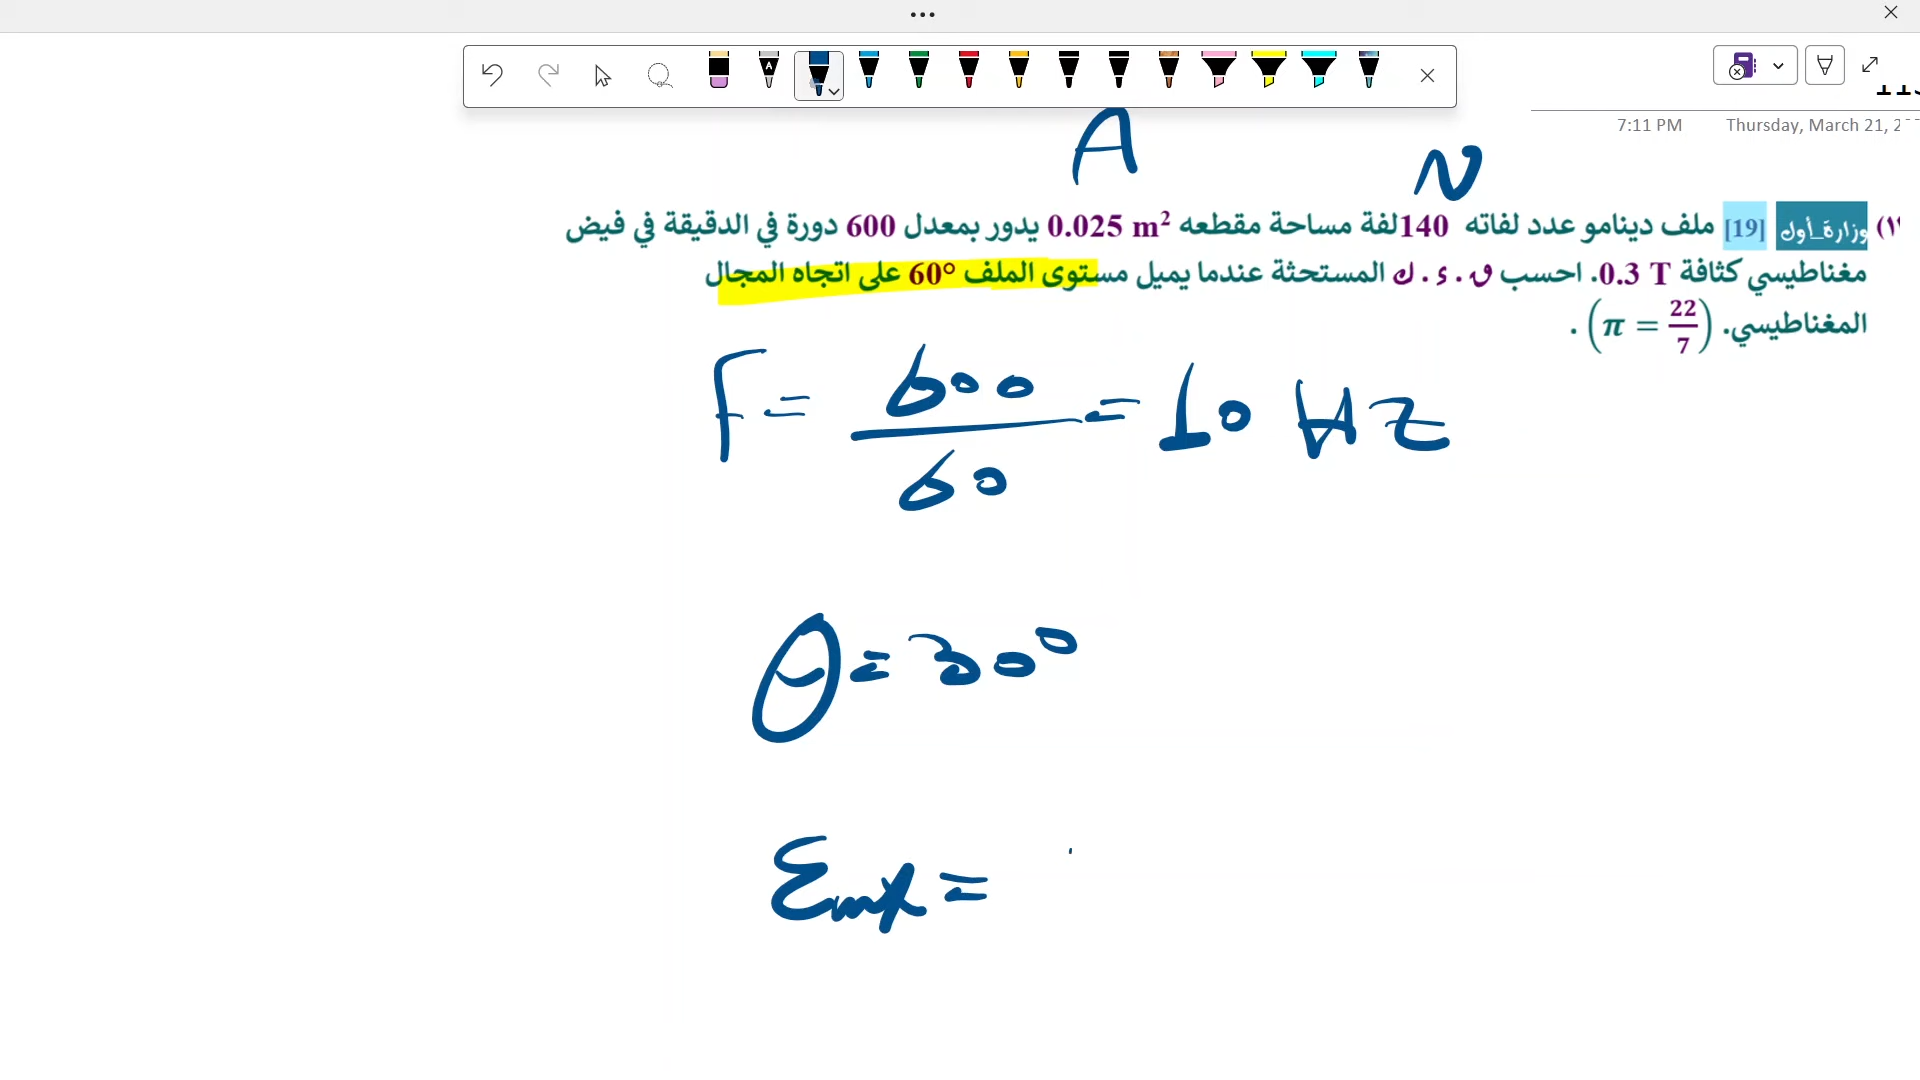 7:11 PM Thursday, March 21, 2
A
N
وزارة_أول [19] ملف دينامو عدد لفاته 140لفة مساحة مقطعه 0.025 m² يدور بمعدل 600 دورة في الدقيقة في فيض
مغناطيسي كثافة 0.3 T. احسب ق . ء . ك المستحثة عندما يميل مستوى الملف 60° على اتجاه المجال
المغناطيسي. (π = 22/7) .
F = 600/60 = 10 HZ
θ = 30°
Emx =